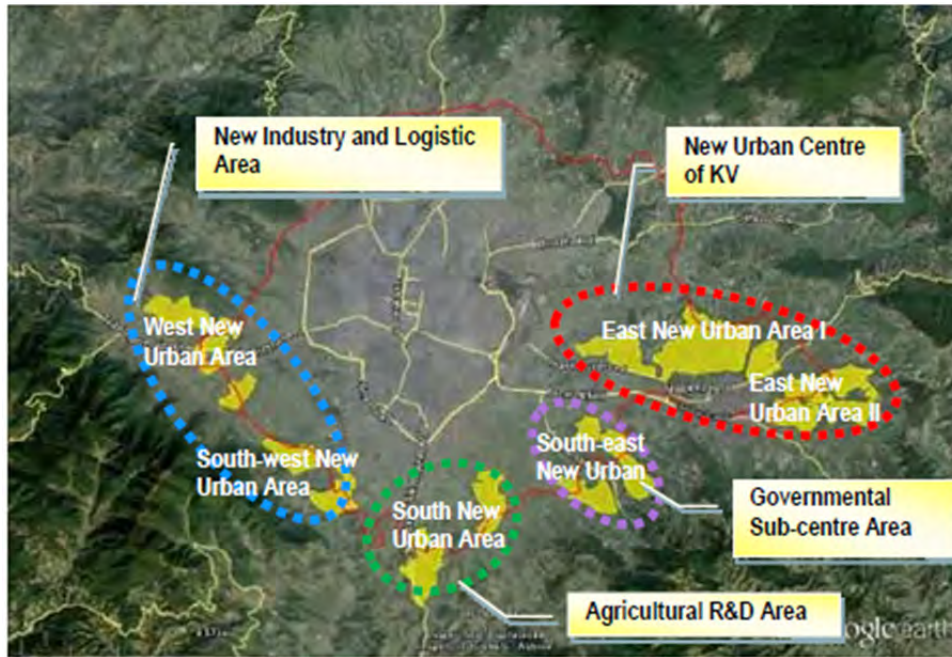 New Industry and Logistic
Area
New Urban Centre
of KV
West New
Urban Area
East New Urban Area I
East New
Urban Area II
South-west New
Urban Area
South-east
New Urban
South New
Urban Area
Governmental
Sub-centre Area
Agricultural R&D Area
ogle earth